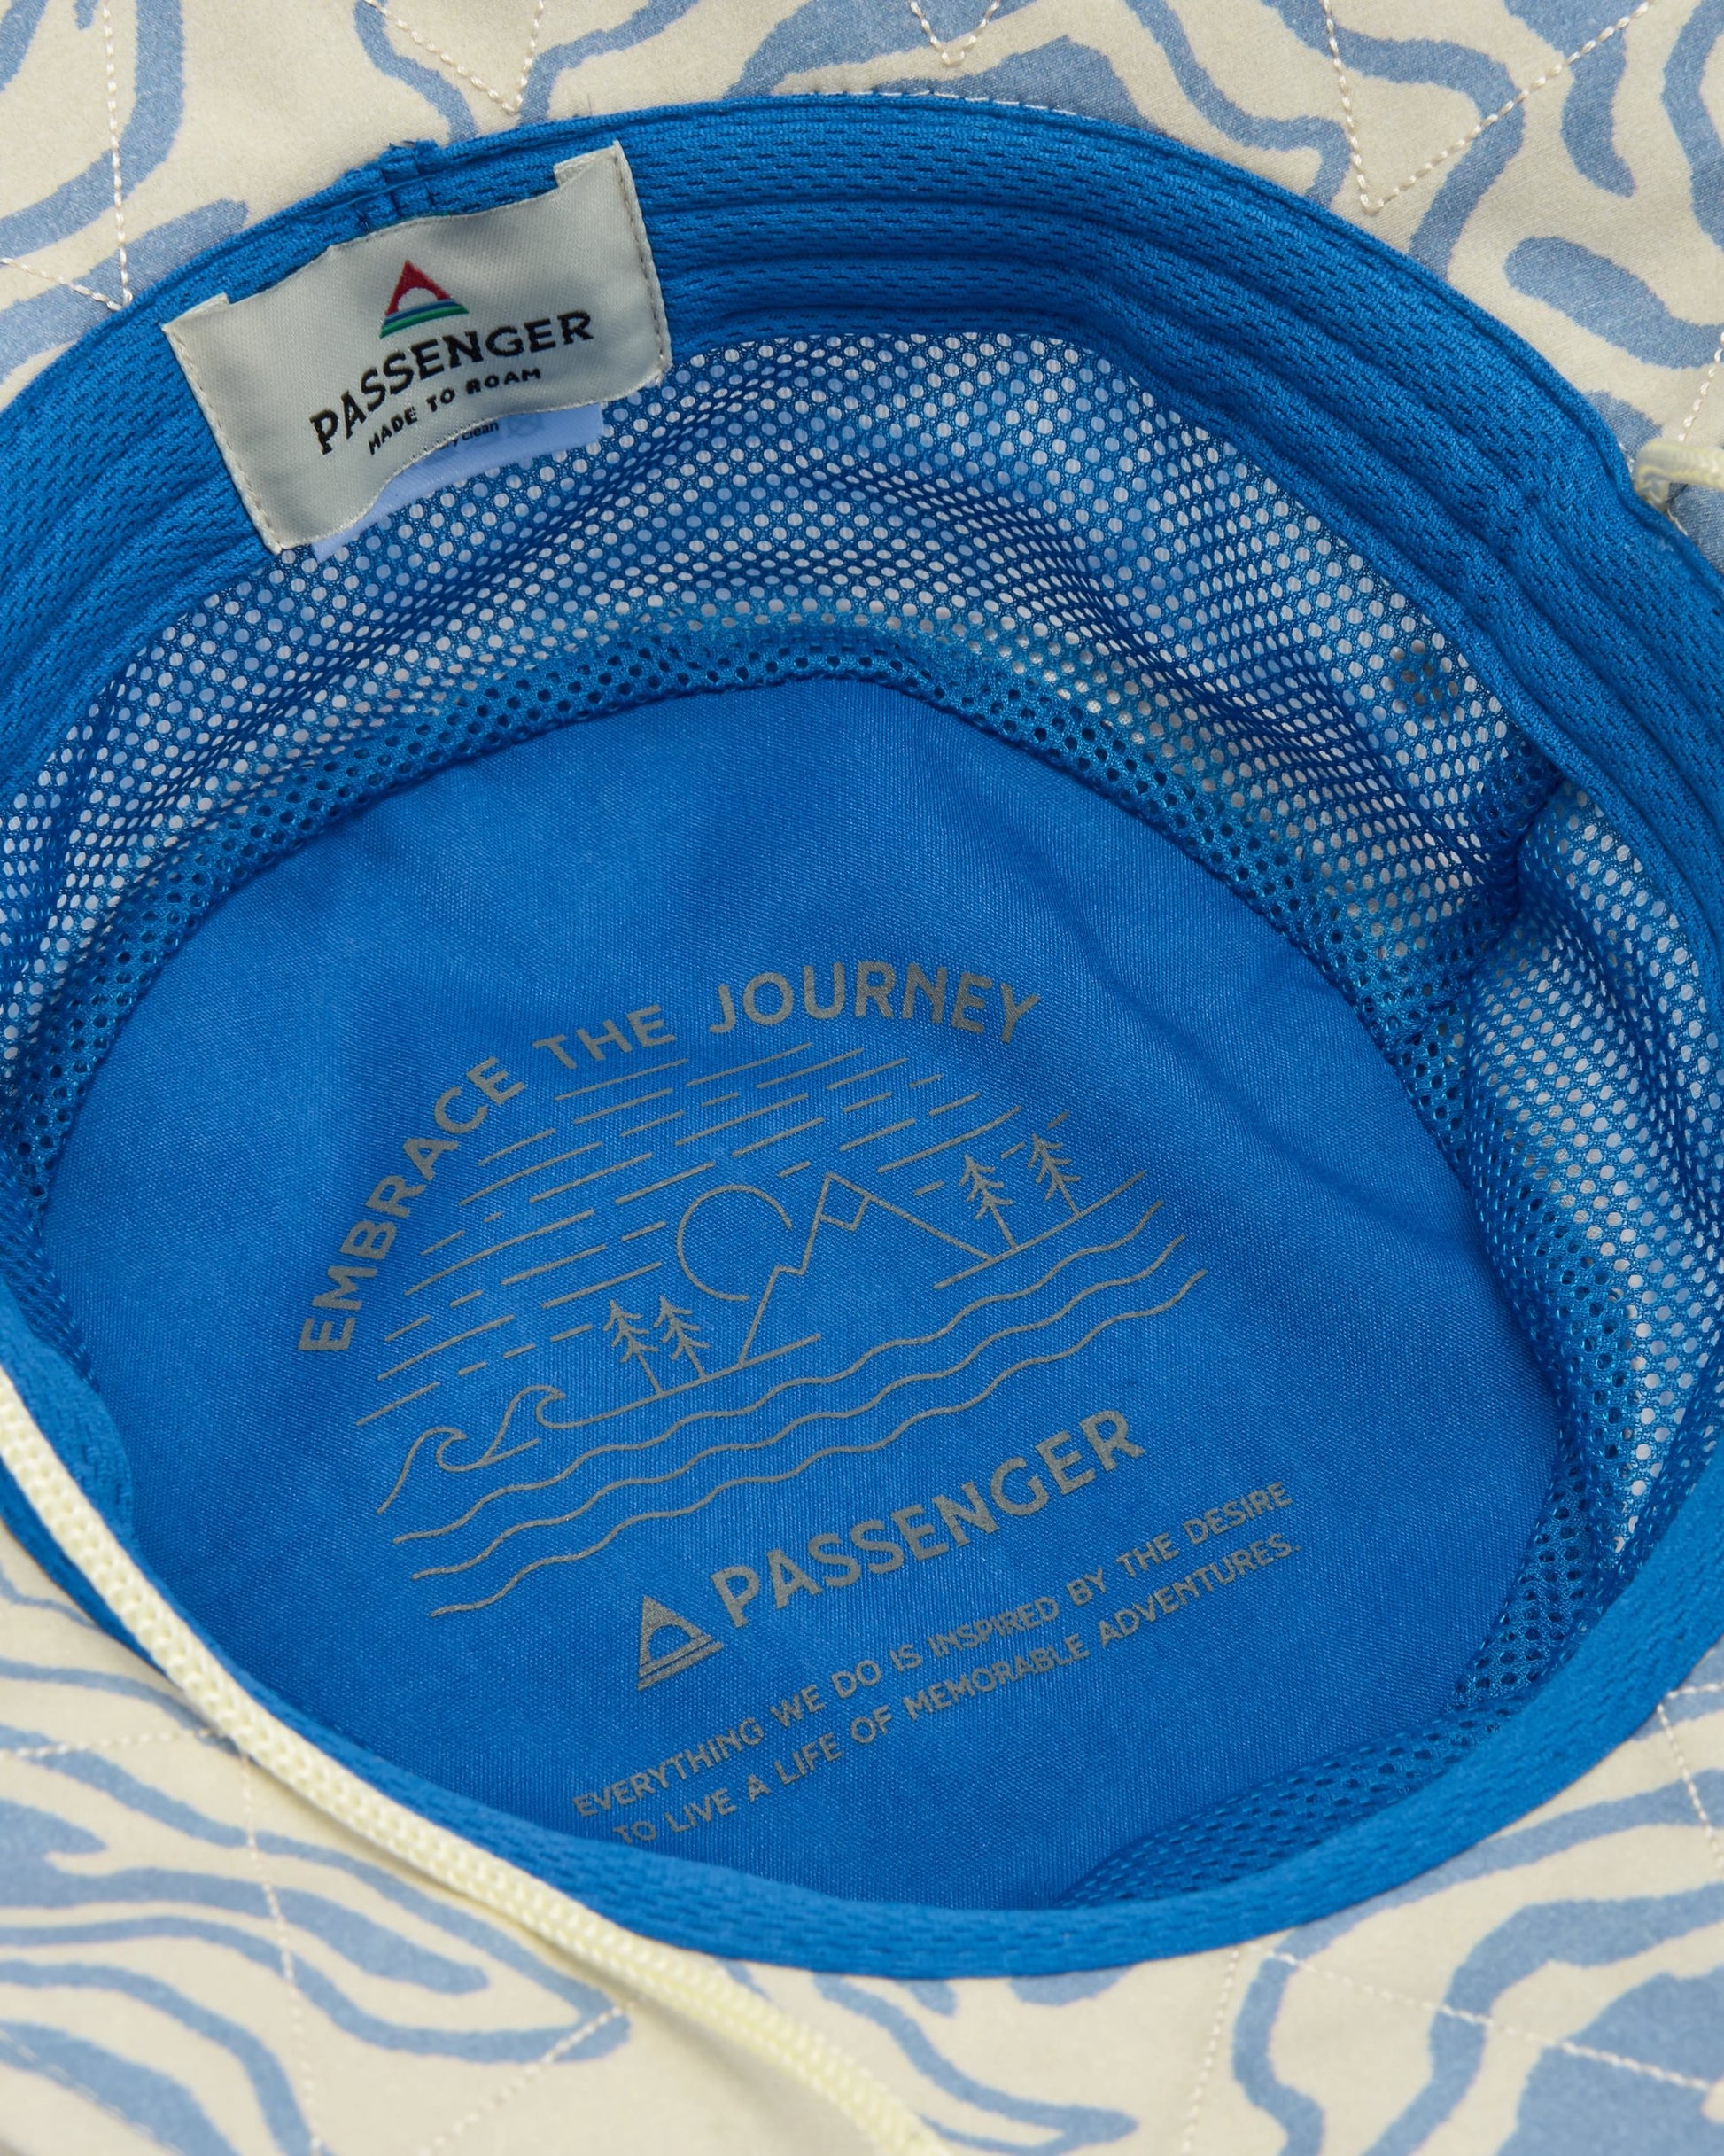 PASSENGER
MADE TO ROAM
clean
EMBRACE THE JOURNEY
PASSENGER
EVERYTHING WE DO IS INSPIRED BY THE DESIRE
TO LIVE A LIFE OF MEMORABLE ADVENTURES.